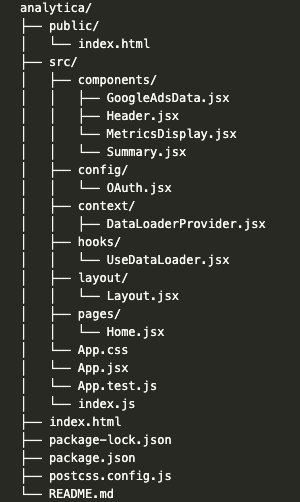 analytica/
├── public/
│   └── index.html
├── src/
│   ├── components/
│   │   ├── GoogleAdsData.jsx
│   │   ├── Header.jsx
│   │   ├── MetricsDisplay.jsx
│   │   └── Summary.jsx
│   ├── config/
│   │   └── OAuth.jsx
│   ├── context/
│   │   ├── DataLoaderProvider.jsx
│   ├── hooks/
│   │   └── UseDataLoader.jsx
│   ├── layout/
│   │   └── Layout.jsx
│   ├── pages/
│   │   └── Home.jsx
│   └── App.css
│   ├── App.jsx
│   ├── App.test.js
│   └── index.js
├── index.html
├── package-lock.json
├── package.json
├── postcss.config.js
└── README.md